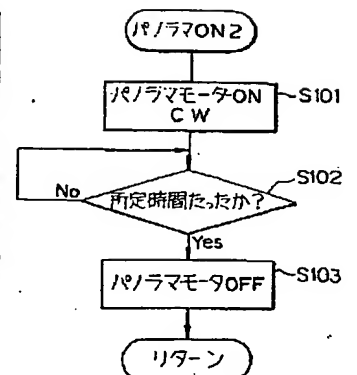 パノラマON2
パノラマモータON
CW
S101
所定時間たったか?
S102
No
Yes
パノラマモータOFF
S103
リターン